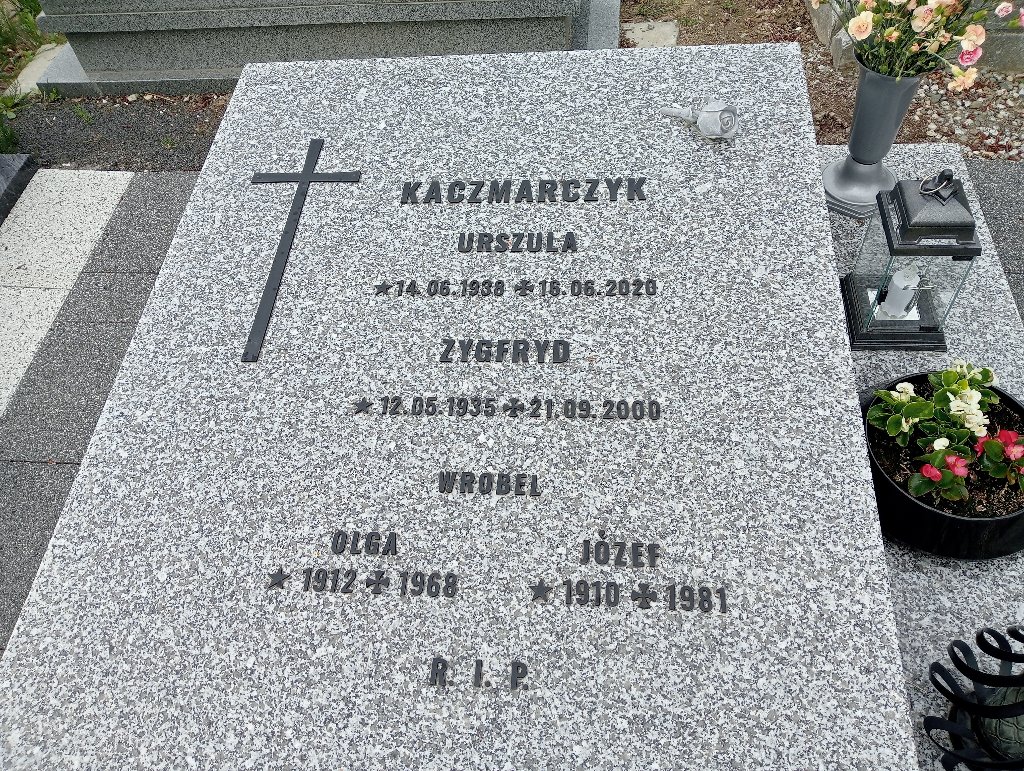 KACZMARCZYK
URSZULA
★14.06.1938 ✠16.06.2020
ZYGFRYD
★12.05.1935 ✠21.09.2000
WROBEL
OLGA JÓZEF
★ 1912 ✠ 1968 ★ 1910 ✠ 1981
R. I. P.